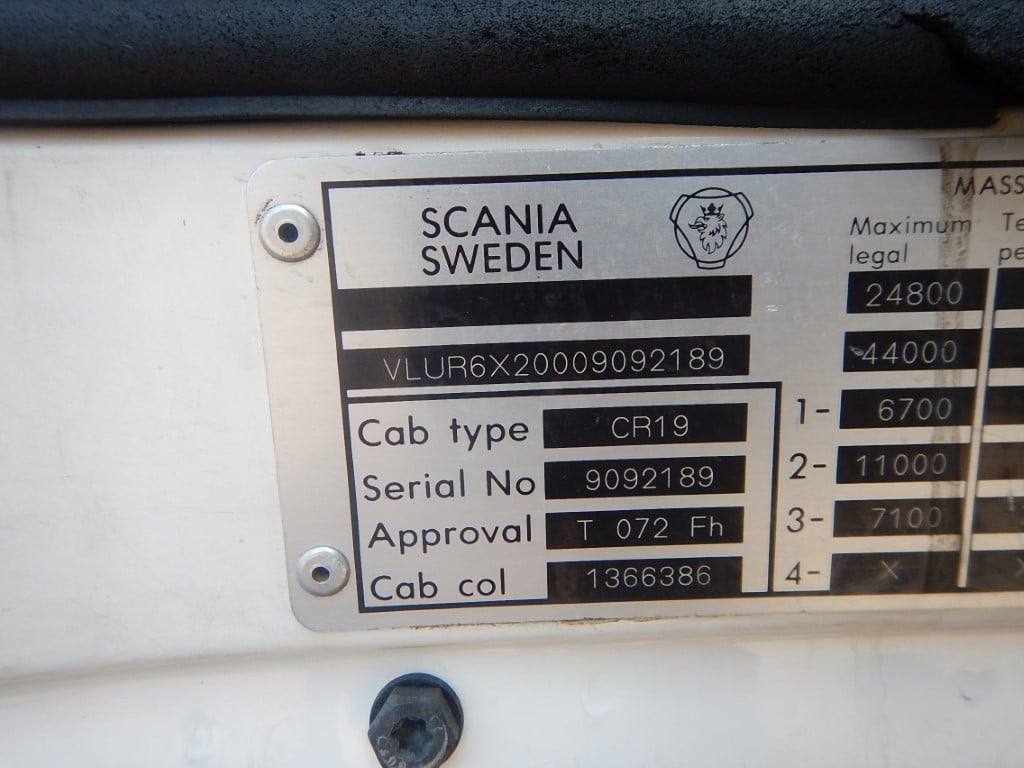 SCANIA
SWEDEN
VLUR6X20009092189
Cab type CR19
Serial No 9092189
Approval T 072 Fh
Cab col 1366386
MASS
Maximum
legal
24800
44000
1- 6700
2- 11000
3- 7100
4- X